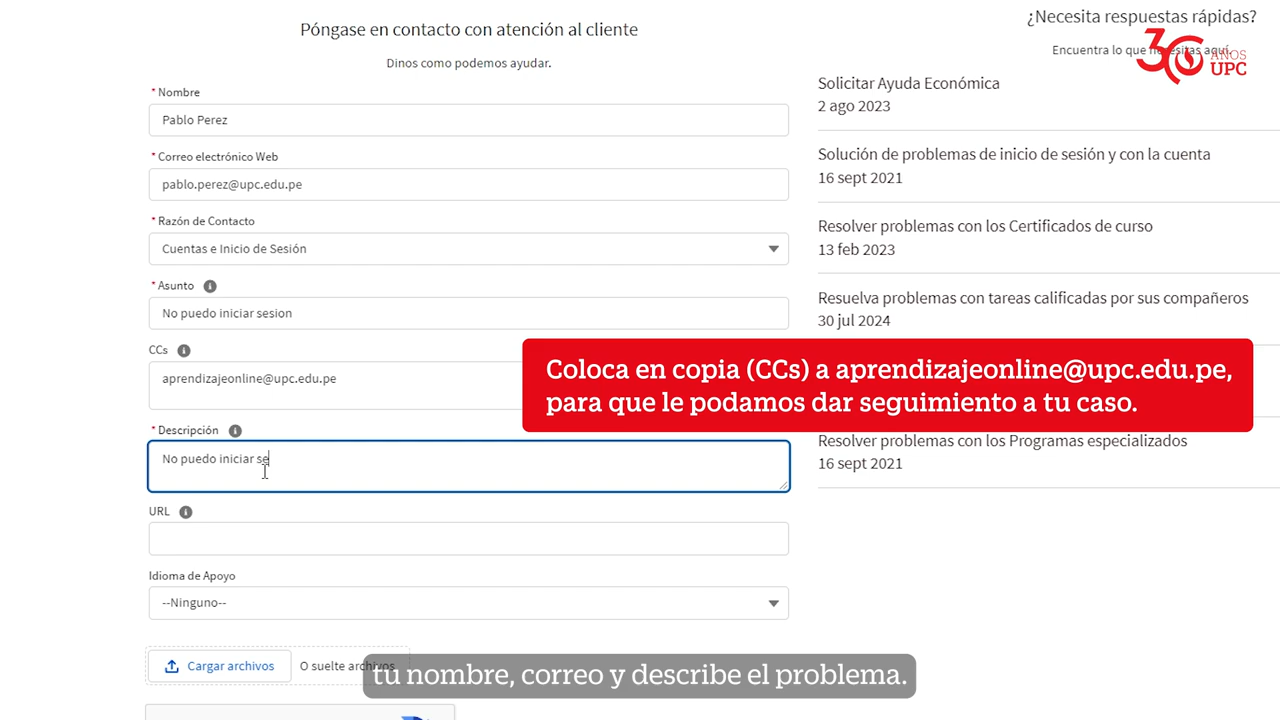 Póngase en contacto con atención al cliente
Dinos como podemos ayudar.
* Nombre
Pablo Perez
* Correo electrónico Web
pablo.perez@upc.edu.pe
* Razón de Contacto
Cuentas e Inicio de Sesión
* Asunto
No puedo iniciar sesion
CCs
aprendizajeonline@upc.edu.pe
* Descripción
No puedo iniciar se
URL
Idioma de Apoyo
--Ninguno--
Cargar archivos
O suelte archivos
¿Necesita respuestas rápidas?
Encuentra lo que necesitas aquí.
30 AÑOS
UPC
Solicitar Ayuda Económica
2 ago 2023
Solución de problemas de inicio de sesión y con la cuenta
16 sept 2021
Resolver problemas con los Certificados de curso
13 feb 2023
Resuelva problemas con tareas calificadas por sus compañeros
30 jul 2024
Coloca en copia (CCs) a aprendizajeonline@upc.edu.pe,
para que le podamos dar seguimiento a tu caso.
Resolver problemas con los Programas especializados
16 sept 2021
tu nombre, correo y describe el problema.